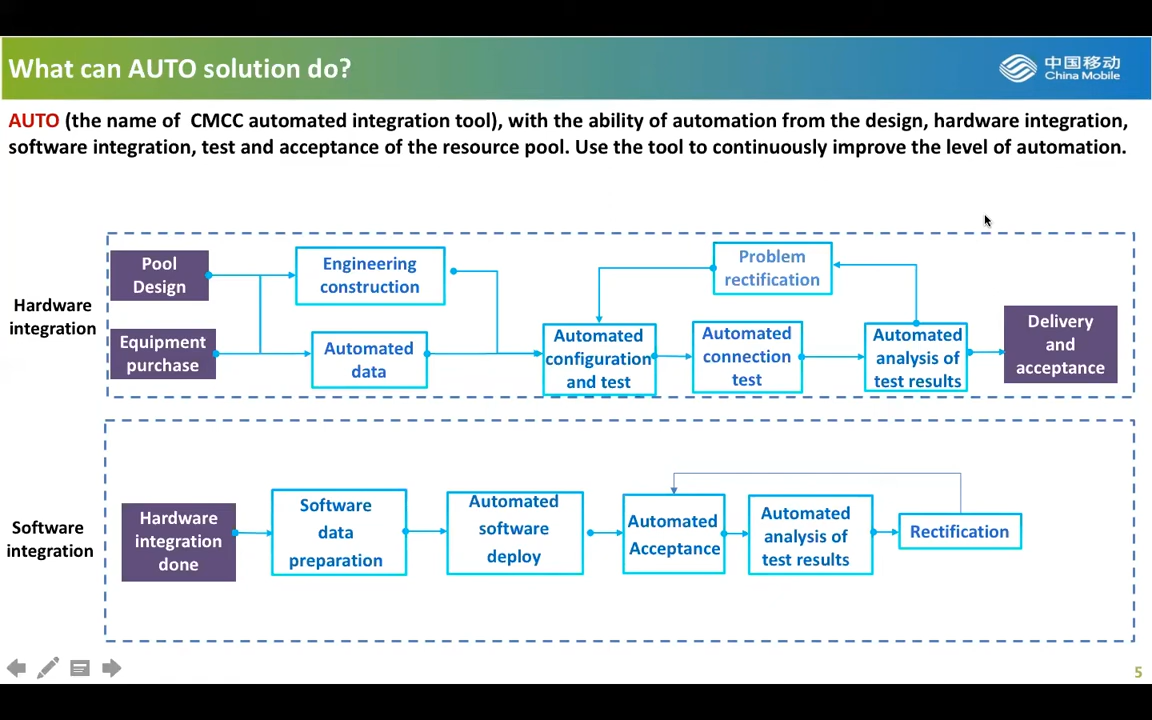 What can AUTO solution do?
中国移动
China Mobile
AUTO (the name of CMCC automated integration tool), with the ability of automation from the design, hardware integration,
software integration, test and acceptance of the resource pool. Use the tool to continuously improve the level of automation.
Hardware
integration
Pool
Design
Equipment
purchase
Engineering
construction
Automated
data
Automated
configuration
and test
Problem
rectification
Automated
connection
test
Automated
analysis of
test results
Delivery
and
acceptance
Software
integration
Hardware
integration
done
Software
data
preparation
Automated
software
deploy
Automated
Acceptance
Automated
analysis of
test results
Rectification
5